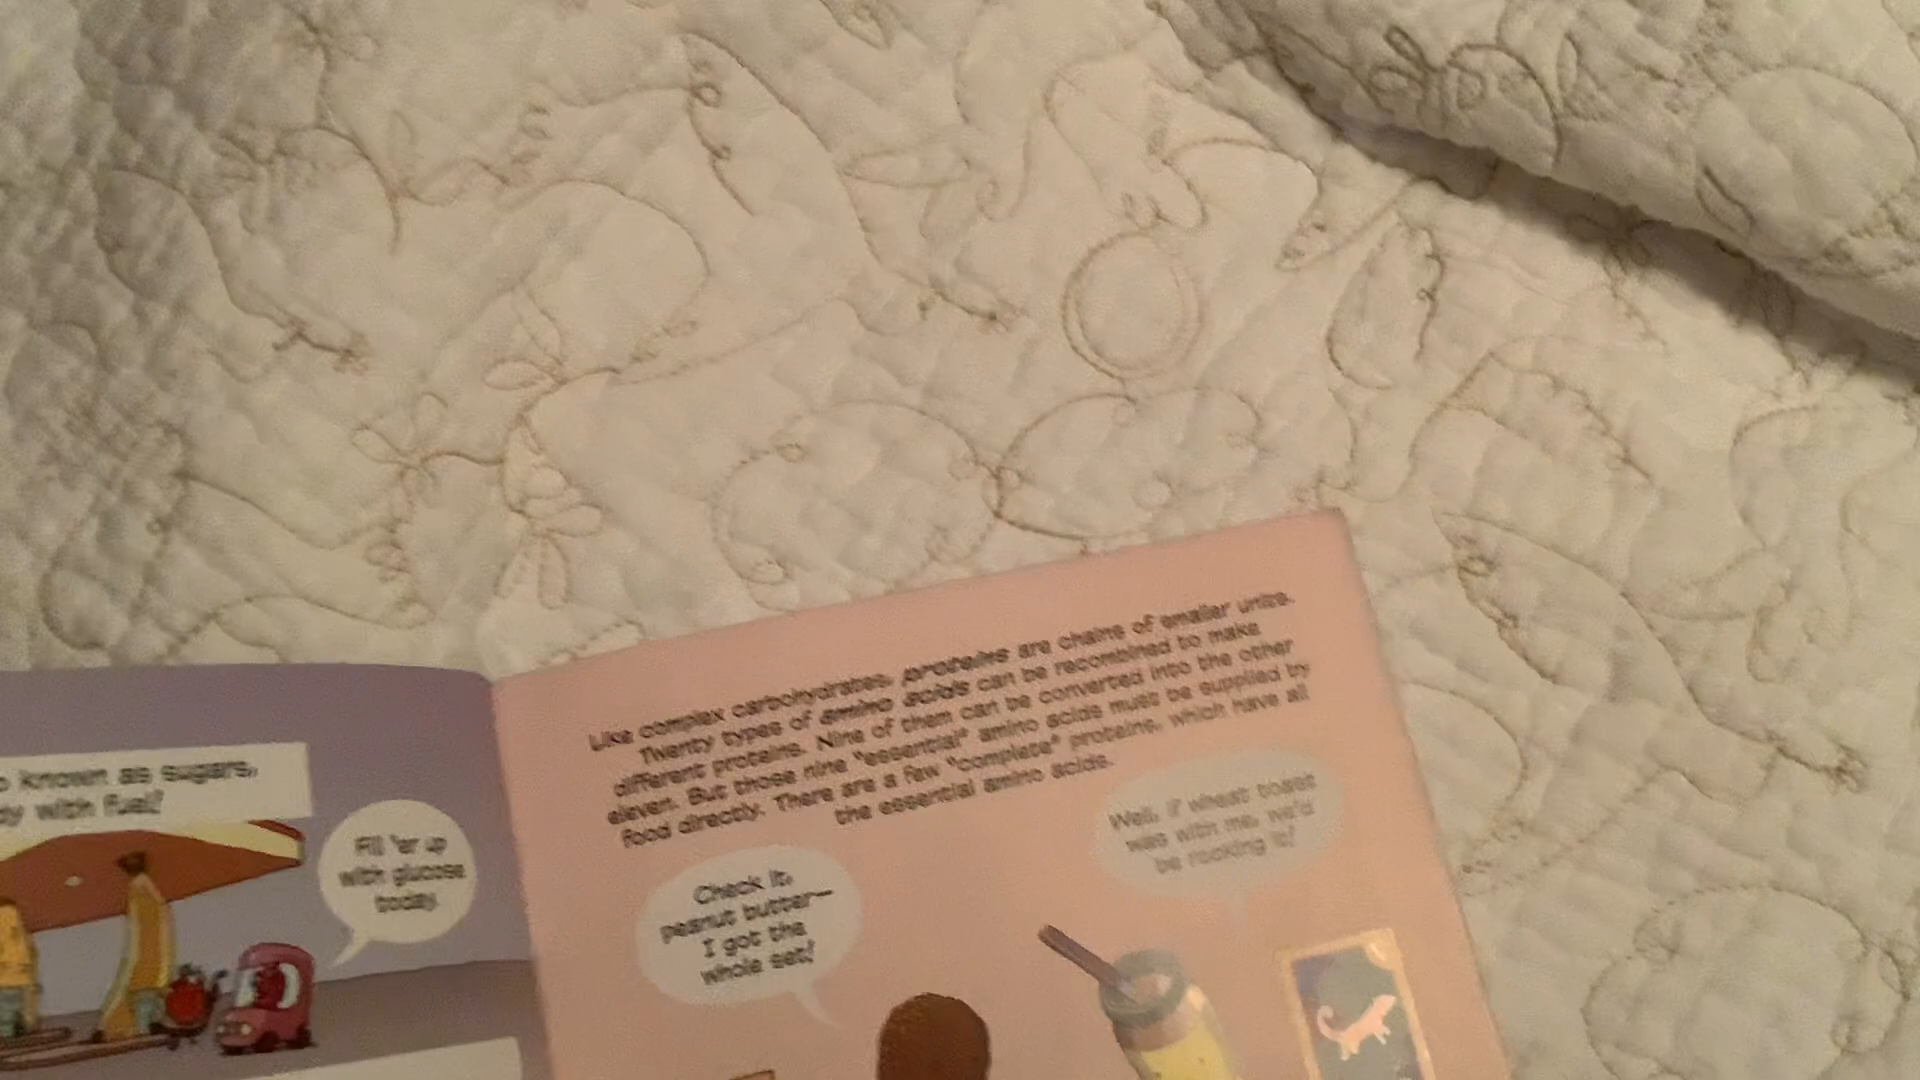 o known as sugars,
y with fuel!
Fill 'er up
with glucose
today.
Like complex carbohydrates, proteins are chains of smaller units.
Twenty types of amino acids can be recombined to make
different proteins. Nine of them can be converted into the other
eleven. But those nine "essential" amino acids must be supplied by
food directly. There are a few "complete" proteins, which have all
the essential amino acids.
Check it,
peanut butter—
I got the
whole set!
Well, if wheat toast
was with me, we'd
be rocking it!